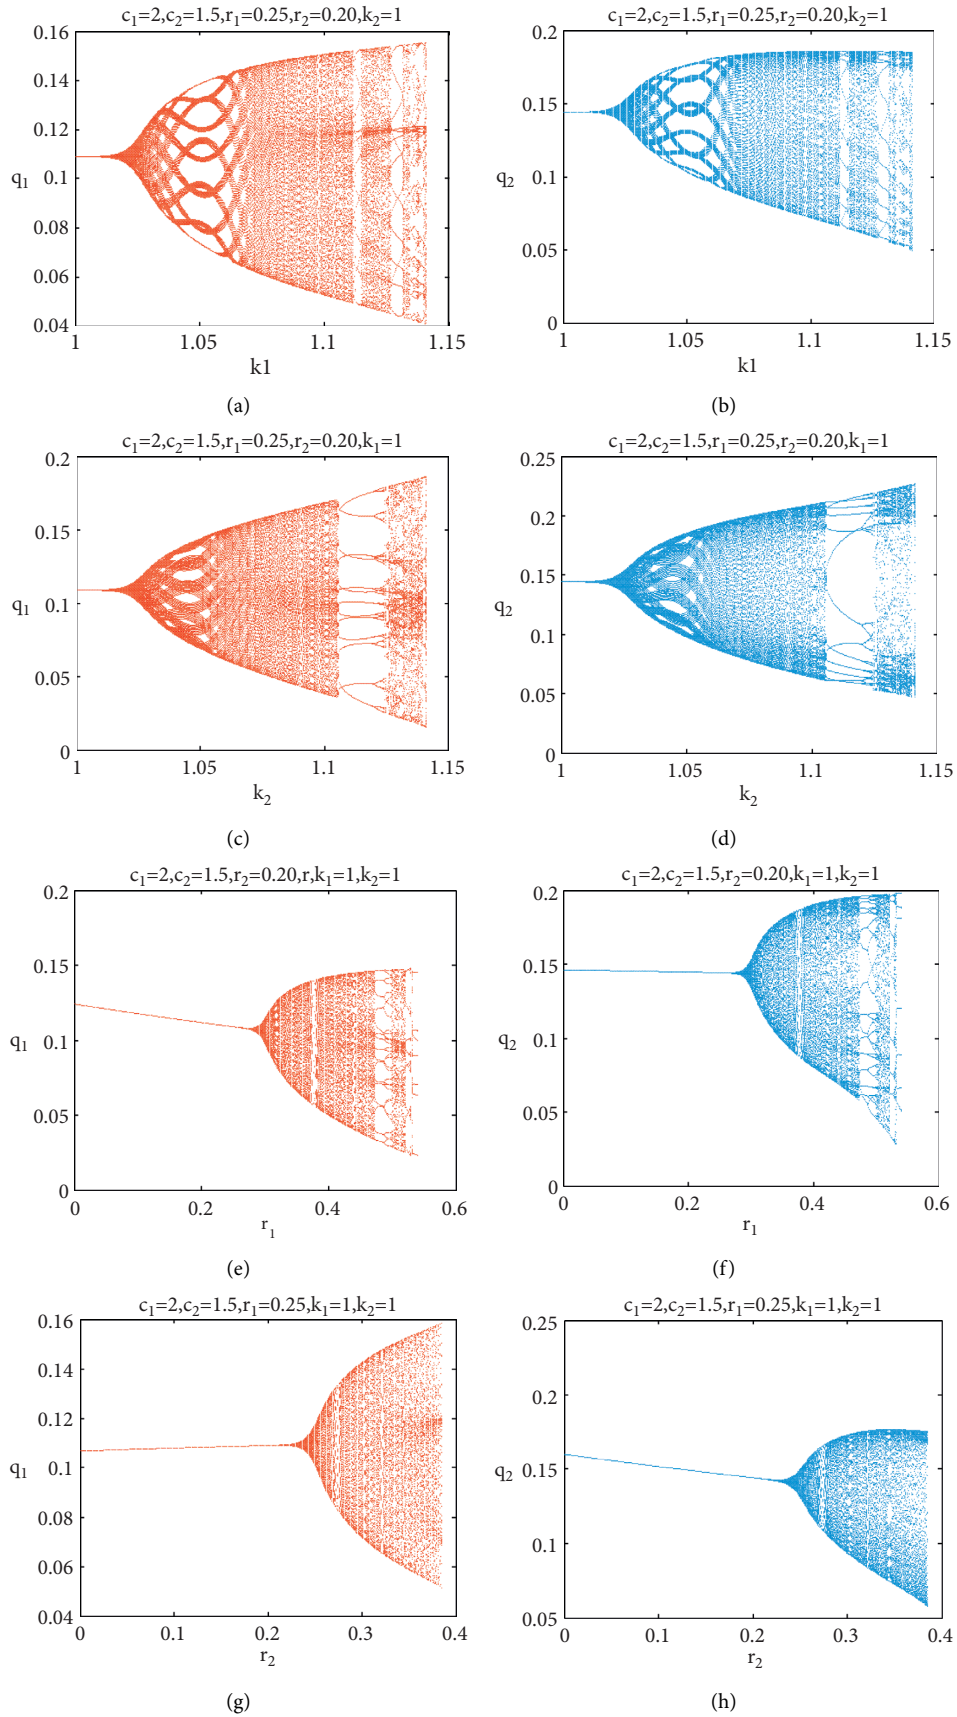 c₁=2,c₂=1.5,r₁=0.25,r₂=0.20,k₂=1
0.16
0.14
0.12
q₁
0.1
0.08
0.06
0.04
1
1.05
1.1
1.15
k1
(a)
c₁=2,c₂=1.5,r₁=0.25,r₂=0.20,k₂=1
0.2
0.15
q₂
0.1
0.05
0
1
1.05
1.1
1.15
k1
(b)
c₁=2,c₂=1.5,r₁=0.25,r₂=0.20,k₁=1
0.2
0.15
q₁
0.1
0.05
0
1
1.05
1.1
1.15
k₂
(c)
c₁=2,c₂=1.5,r₁=0.25,r₂=0.20,k₁=1
0.25
0.2
0.15
q₂
0.1
0.05
0
1
1.05
1.1
1.15
k₂
(d)
c₁=2,c₂=1.5,r₂=0.20,r,k₁=1,k₂=1
0.2
0.15
q₁
0.1
0.05
0
0
0.2
0.4
0.6
r₁
(e)
c₁=2,c₂=1.5,r₂=0.20,k₁=1,k₂=1
0.2
0.15
q₂
0.1
0.05
0
0
0.2
0.4
0.6
r₁
(f)
c₁=2,c₂=1.5,r₁=0.25,k₁=1,k₂=1
0.16
0.14
0.12
q₁
0.1
0.08
0.06
0.04
0
0.1
0.2
0.3
0.4
r₂
(g)
c₁=2,c₂=1.5,r₁=0.25,k₁=1,k₂=1
0.25
0.2
q₂
0.15
0.1
0.05
0
0.1
0.2
0.3
0.4
r₂
(h)